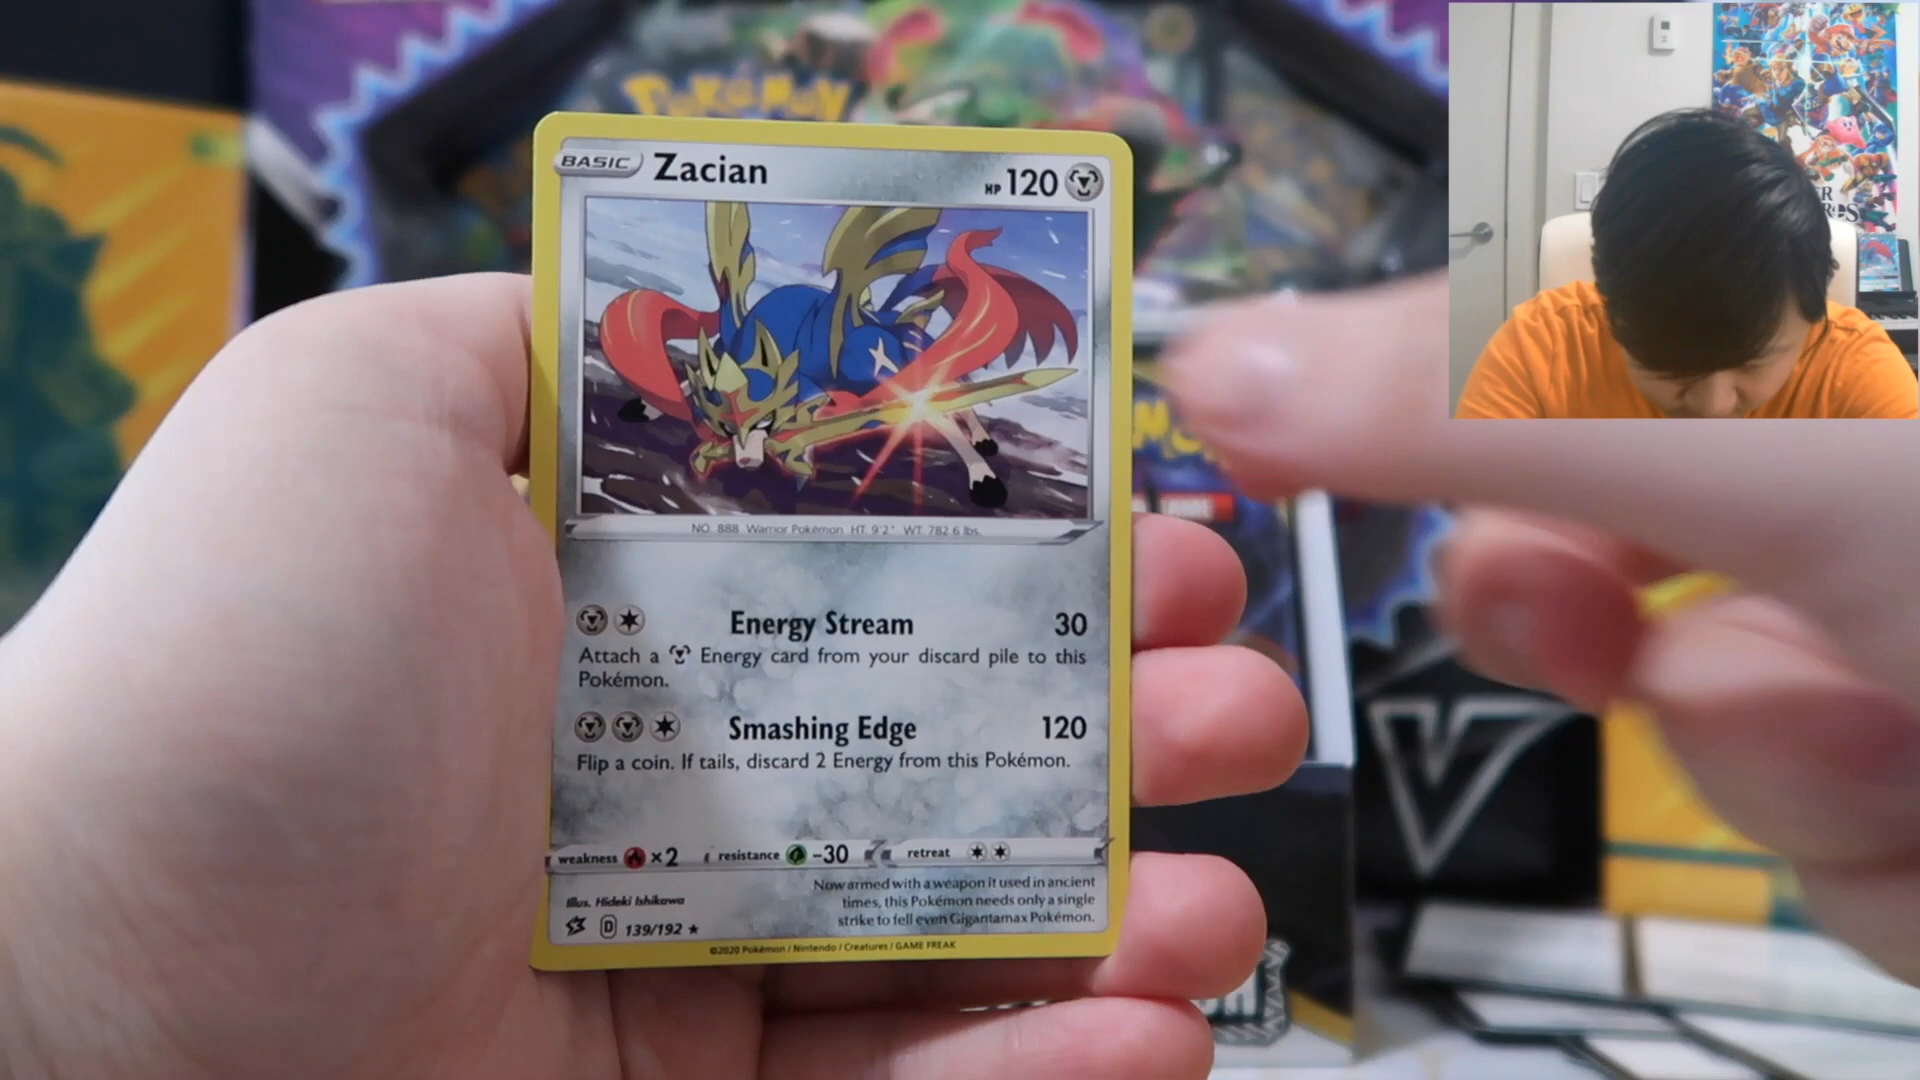 Pokémon
BASIC Zacian HP 120
NO. 888 Warrior Pokémon HT: 9'2" WT: 782.6 lbs.
Energy Stream 30
Attach a Energy card from your discard pile to this
Pokémon.
Smashing Edge 120
Flip a coin. If tails, discard 2 Energy from this Pokémon.
weakness ×2 resistance -30 retreat
Now armed with a weapon it used in ancient
times, this Pokémon needs only a single
strike to fell even Gigantamax Pokémon.
Illus. Hideki Ishikawa
D 139/192 ★
©2020 Pokémon / Nintendo / Creatures / GAME FREAK